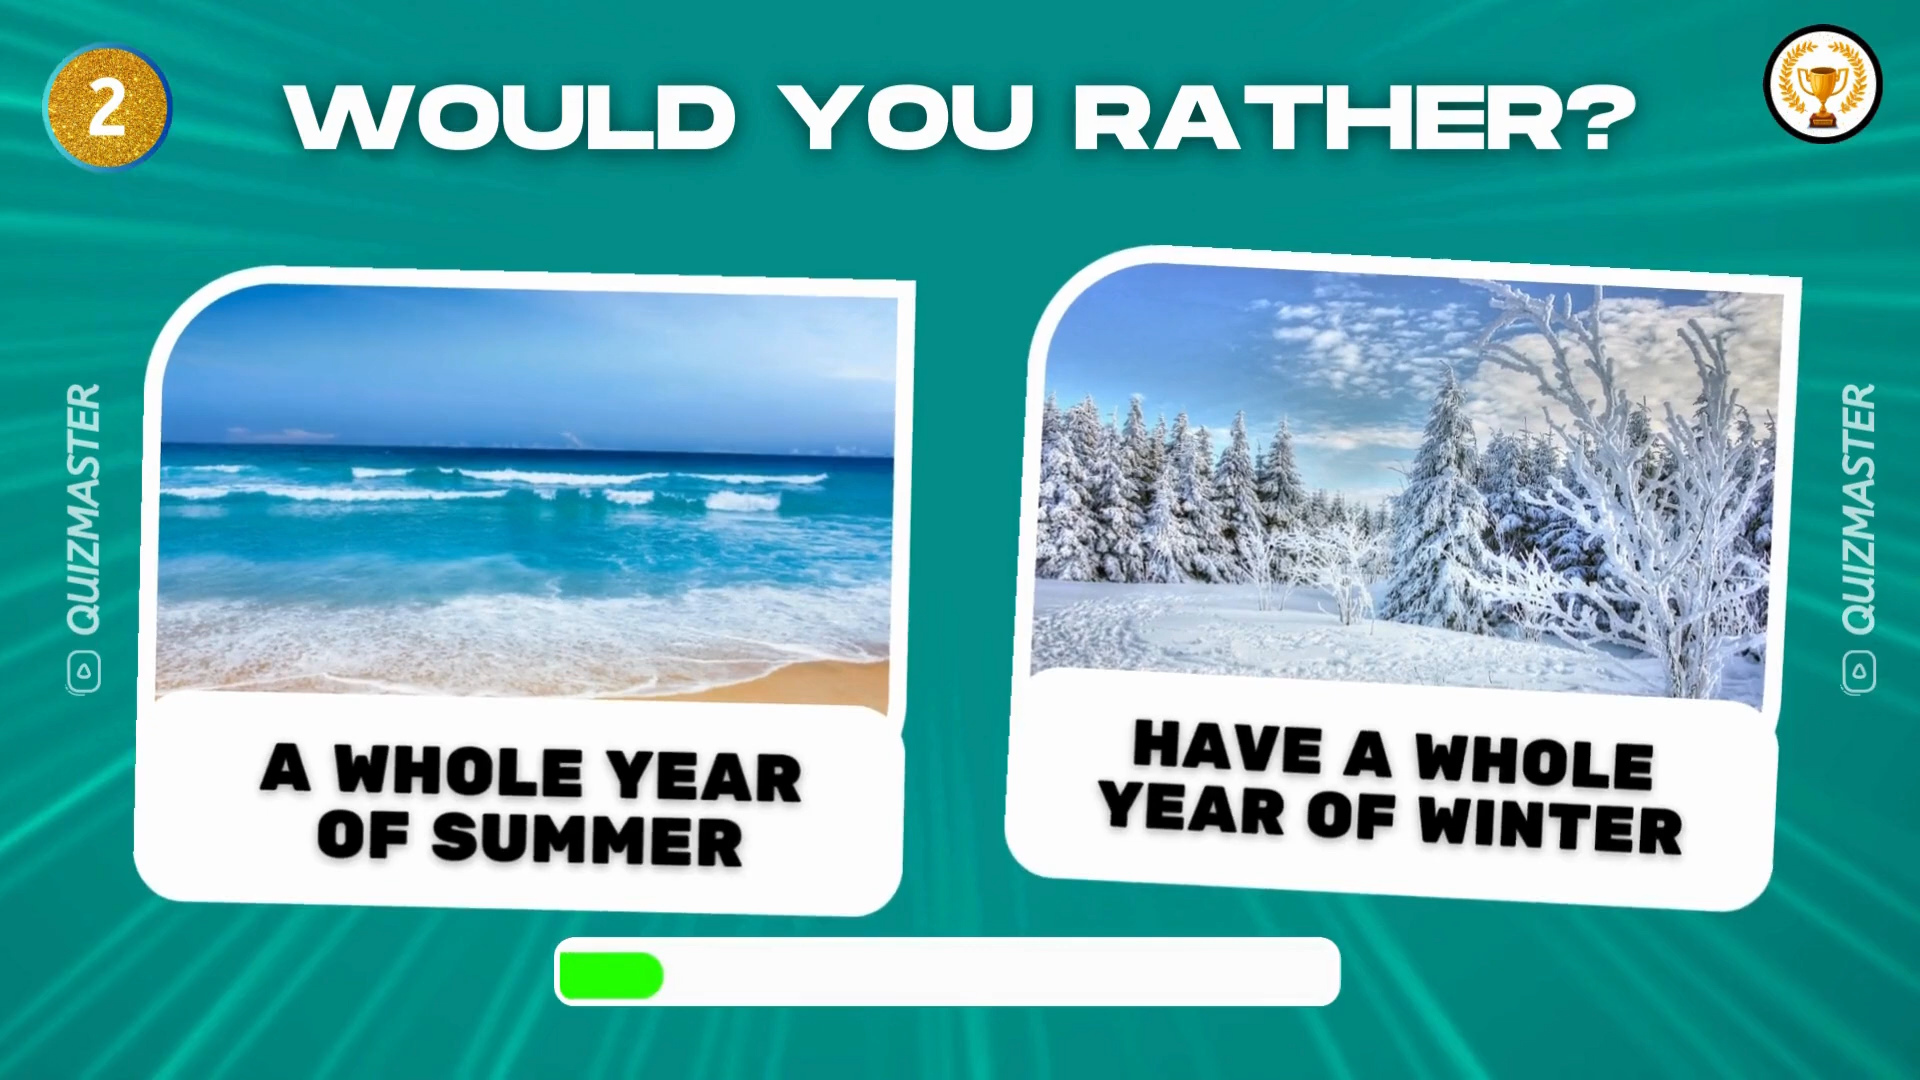 2
WOULD YOU RATHER?
QUIZMASTER
A WHOLE YEAR
OF SUMMER
HAVE A WHOLE
YEAR OF WINTER
QUIZMASTER